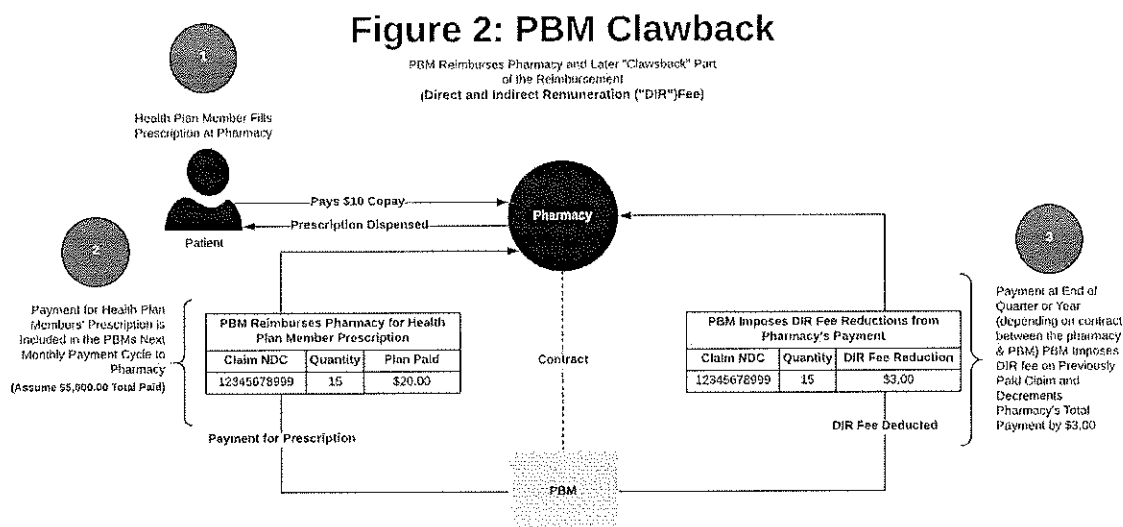 Figure 2: PBM Clawback
PBM Reimburses Pharmacy and Later "Clawsback" Part
of the Reimbursement
(Direct and Indirect Remuneration ("DIR")Fee)
1
Health Plan Member Fills
Prescription at Pharmacy
Patient
Pays $10 Copay
Prescription Dispensed
Pharmacy
2
Payment for Health Plan
Members' Prescription is
Included in the PBMs Next
Monthly Payment Cycle to
Pharmacy
(Assume $5,000.00 Total Paid)
PBM Reimburses Pharmacy for Health
Plan Member Prescription
Claim NDC Quantity Plan Paid
12345678999 15 $20.00
Payment for Prescription
Contract
PBM
PBM Imposes DIR Fee Reductions from
Pharmacy's Payment
Claim NDC Quantity DIR Fee Reduction
12345678999 15 $3.00
DIR Fee Deducted
Payment at End of
Quarter or Year
(depending on contract
between the pharmacy
& PBM) PBM Imposes
DIR fee on Previously
Paid Claim and
Decrements
Pharmacy's Total
Payment by $3.00